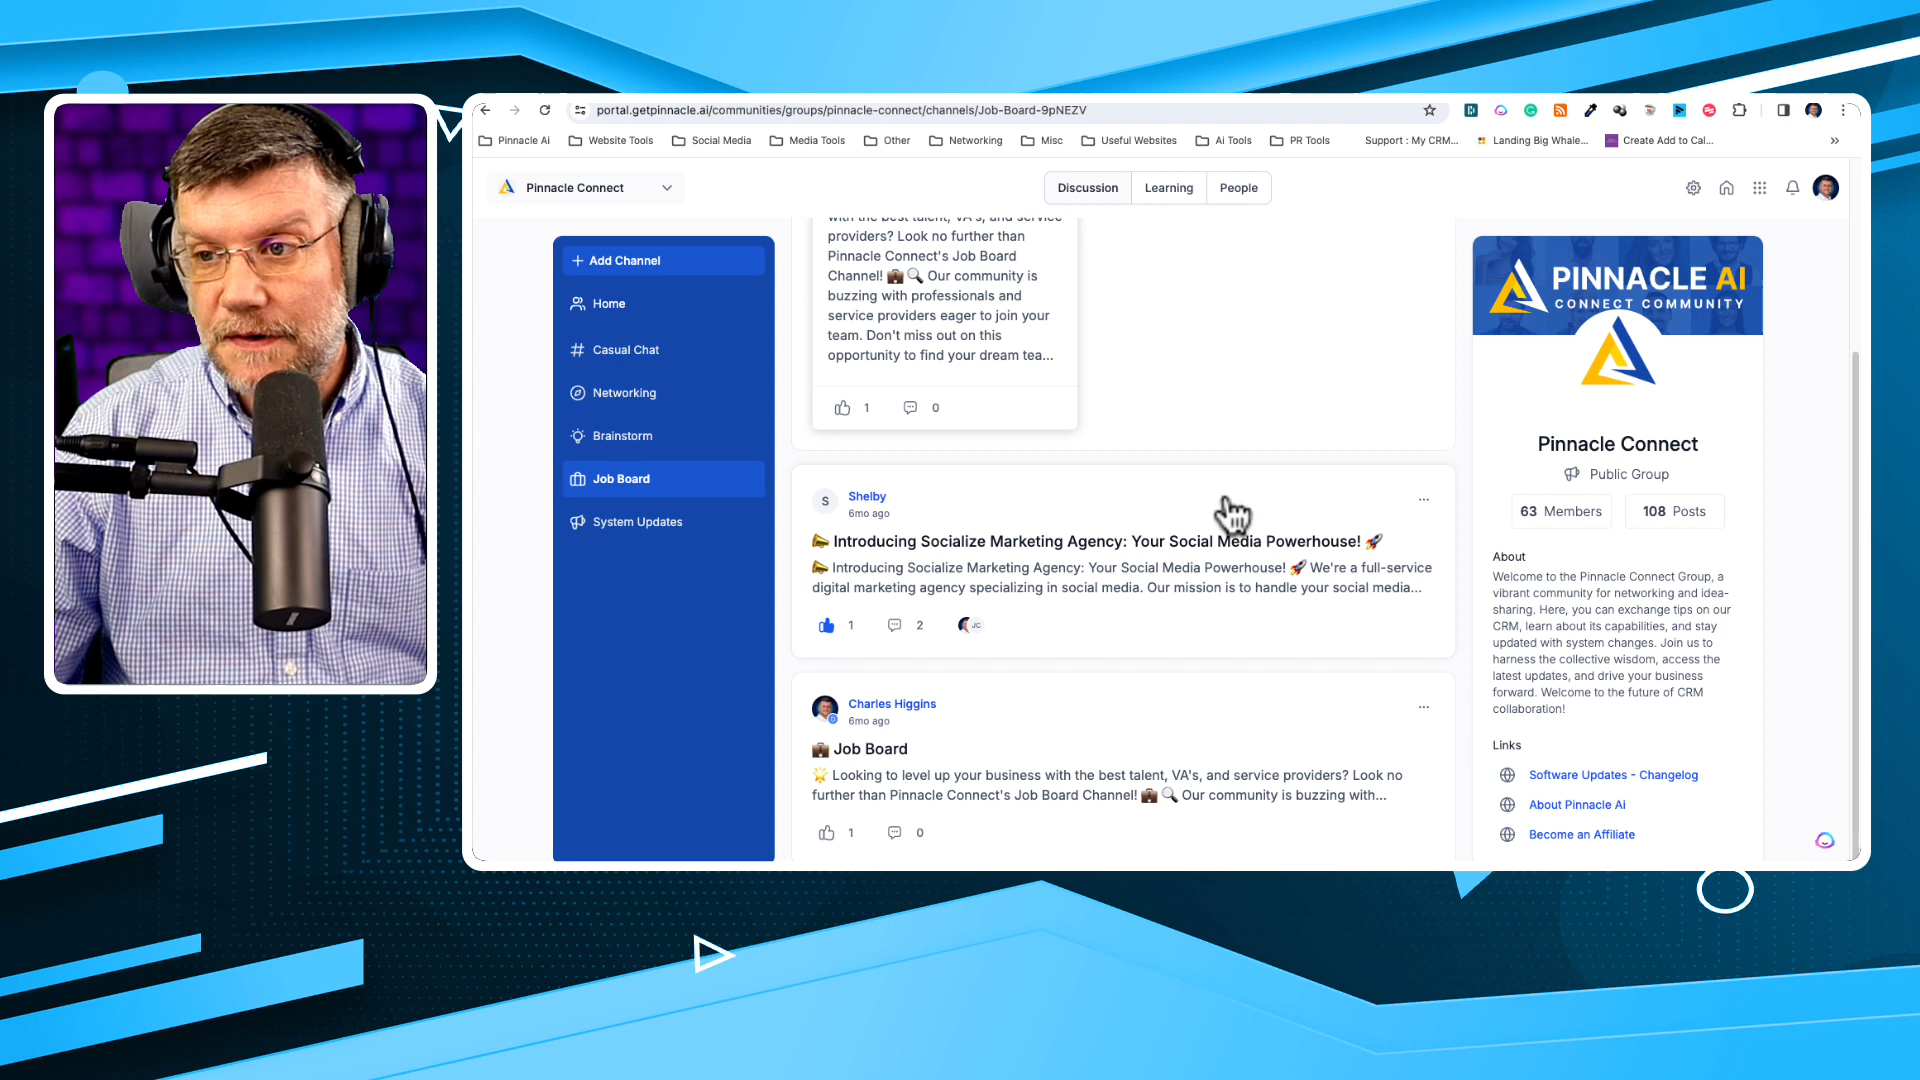 portal.getpinnacle.ai/communities/groups/pinnacle-connect/channels/Job-Board-9pNEZV
Pinnacle Ai
Website Tools
Social Media
Media Tools
Other
Networking
Misc
Useful Websites
Ai Tools
PR Tools
Support : My CRM...
Landing Big Whale...
Create Add to Cal...
Pinnacle Connect
Discussion
Learning
People
+ Add Channel
Home
Casual Chat
Networking
Brainstorm
Job Board
System Updates
with the best talent, VA's, and service
providers? Look no further than
Pinnacle Connect's Job Board
Channel! 💼 🔍 Our community is
buzzing with professionals and
service providers eager to join your
team. Don't miss out on this
opportunity to find your dream tea...
1 0
S
Shelby
6mo ago
📣 Introducing Socialize Marketing Agency: Your Social Media Powerhouse! 🚀
📣 Introducing Socialize Marketing Agency: Your Social Media Powerhouse! 🚀 We're a full-service
digital marketing agency specializing in social media. Our mission is to handle your social media...
1 2 JC
Charles Higgins
6mo ago
💼 Job Board
🌟 Looking to level up your business with the best talent, VA's, and service providers? Look no
further than Pinnacle Connect's Job Board Channel! 💼 🔍 Our community is buzzing with...
1 0
PINNACLE AI
CONNECT COMMUNITY
Pinnacle Connect
Public Group
63 Members
108 Posts
About
Welcome to the Pinnacle Connect Group, a
vibrant community for networking and idea-
sharing. Here, you can exchange tips on our
CRM, learn about its capabilities, and stay
updated with system changes. Join us to
harness the collective wisdom, access the
latest updates, and drive your business
forward. Welcome to the future of CRM
collaboration!
Links
Software Updates - Changelog
About Pinnacle Ai
Become an Affiliate